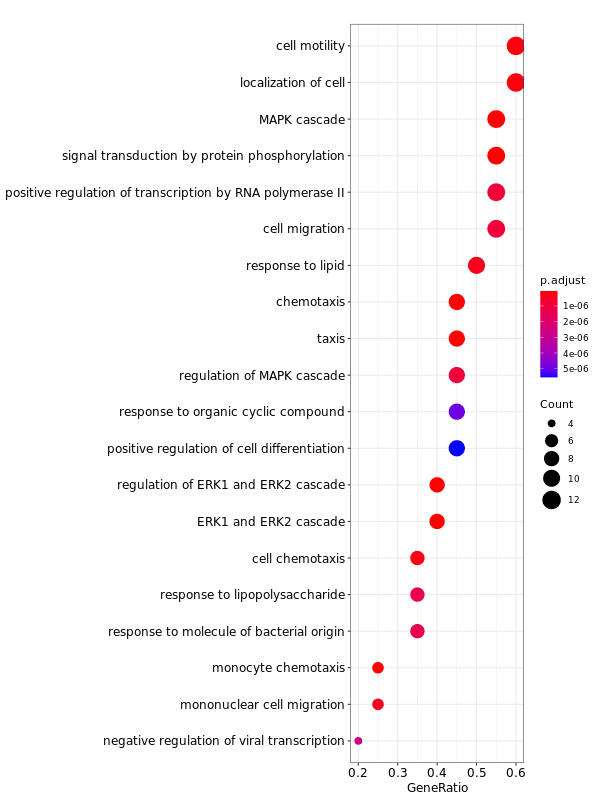 cell motility
localization of cell
MAPK cascade
signal transduction by protein phosphorylation
positive regulation of transcription by RNA polymerase II
cell migration
response to lipid
chemotaxis
taxis
regulation of MAPK cascade
response to organic cyclic compound
positive regulation of cell differentiation
regulation of ERK1 and ERK2 cascade
ERK1 and ERK2 cascade
cell chemotaxis
response to lipopolysaccharide
response to molecule of bacterial origin
monocyte chemotaxis
mononuclear cell migration
negative regulation of viral transcription
0.2 0.3 0.4 0.5 0.6
GeneRatio
p.adjust
1e-06
2e-06
3e-06
4e-06
5e-06
Count
4
6
8
10
12